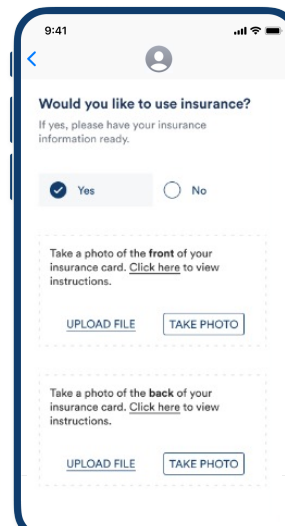 9:41
Would you like to use insurance?
If yes, please have your insurance
information ready.
Yes No
Take a photo of the front of your
insurance card. Click here to view
instructions.
UPLOAD FILE TAKE PHOTO
Take a photo of the back of your
insurance card. Click here to view
instructions.
UPLOAD FILE TAKE PHOTO